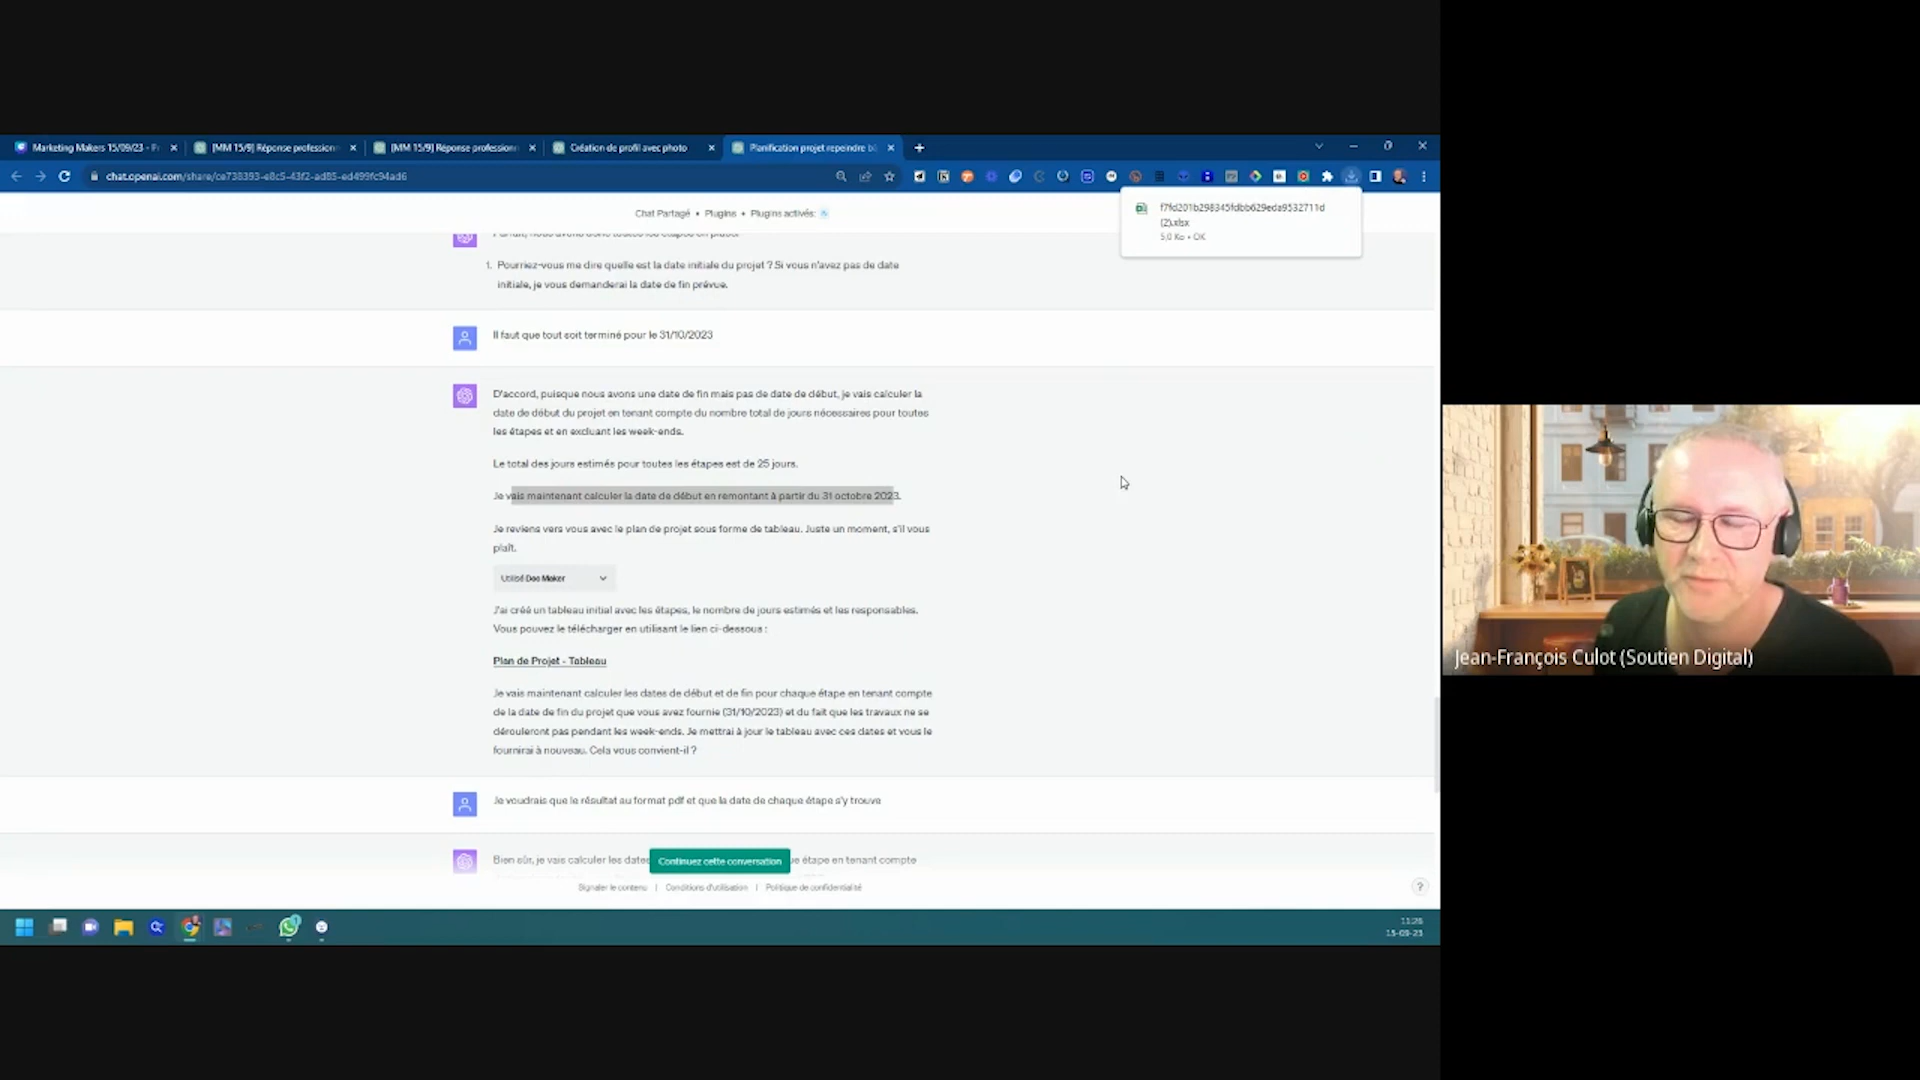 Marketing Makers 15/09/23 - Pr
[MM 15/9] Réponse profession
[MM 15/9] Réponse profession
Création de profil avec photo
Planification projet repeindre bu
chat.openai.com/share/ce738393-e8c5-43f2-ad85-ed499fc94ad6
Chat Partagé • Plugins • Plugins activés:
f7fd201b298345fdbb629eda9532711d
(2).xlsx
5,0 Ko • OK
1. Pourriez-vous me dire quelle est la date initiale du projet ? Si vous n'avez pas de date
initiale, je vous demanderai la date de fin prévue.
Il faut que tout soit terminé pour le 31/10/2023
D'accord, puisque nous avons une date de fin mais pas de date de début, je vais calculer la
date de début du projet en tenant compte du nombre total de jours nécessaires pour toutes
les étapes et en excluant les week-ends.
Le total des jours estimés pour toutes les étapes est de 25 jours.
Je vais maintenant calculer la date de début en remontant à partir du 31 octobre 2023.
Je reviens vers vous avec le plan de projet sous forme de tableau. Juste un moment, s'il vous
plaît.
Utilisé Doc Maker
J'ai créé un tableau initial avec les étapes, le nombre de jours estimés et les responsables.
Vous pouvez le télécharger en utilisant le lien ci-dessous :
Plan de Projet - Tableau
Je vais maintenant calculer les dates de début et de fin pour chaque étape en tenant compte
de la date de fin du projet que vous avez fournie (31/10/2023) et du fait que les travaux ne se
dérouleront pas pendant les week-ends. Je mettrai à jour le tableau avec ces dates et vous le
fournirai à nouveau. Cela vous convient-il ?
Je voudrais que le résultat au format pdf et que la date de chaque étape s'y trouve
Bien sûr, je vais calculer les dates
Continuez cette conversation
ue étape en tenant compte
Signaler le contenu | Conditions d'utilisation | Politique de confidentialité
?
11:26
15-09-23
Jean-François Culot (Soutien Digital)